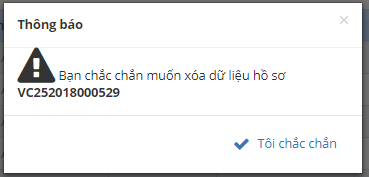 Thông báo
×
Bạn chắc chắn muốn xóa dữ liệu hồ sơ
VC252018000529
Tôi chắc chắn